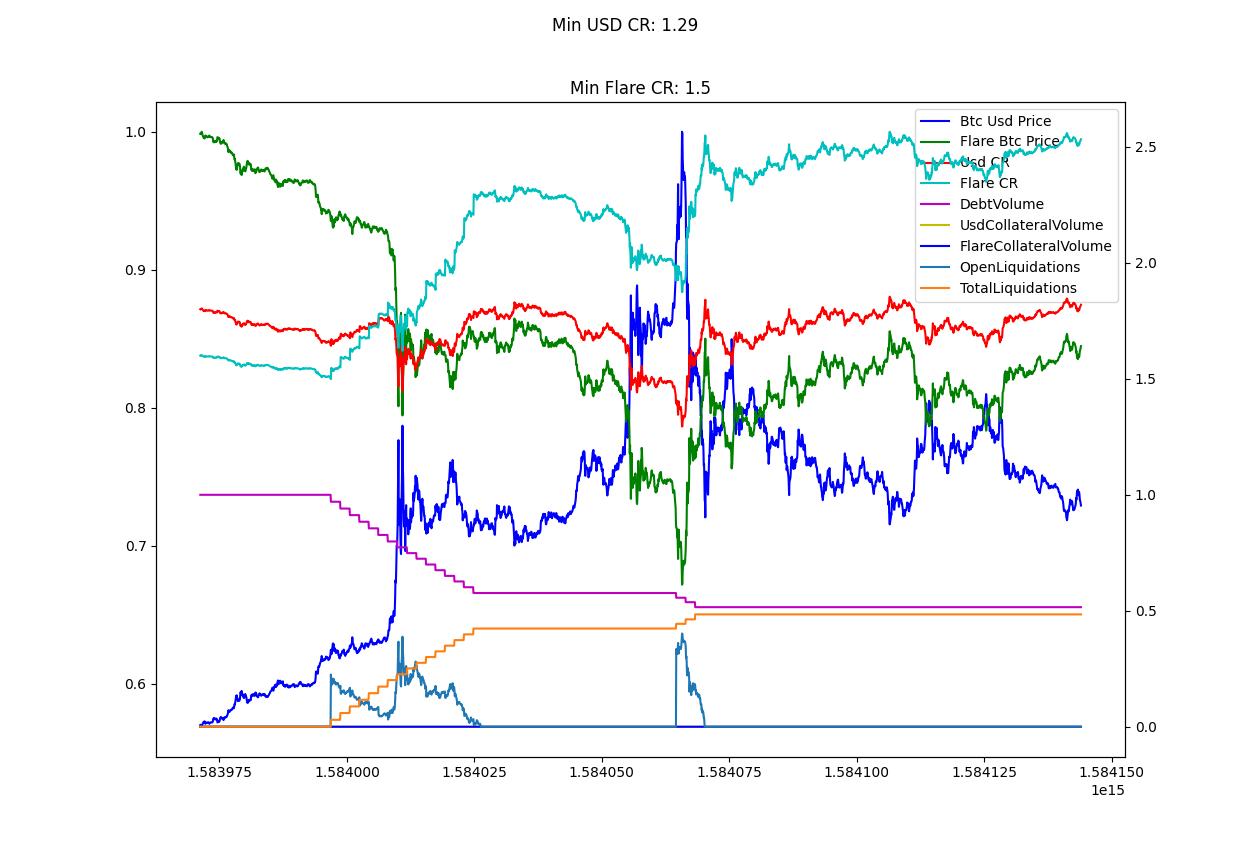 Min USD CR: 1.29
Min Flare CR: 1.5
1.0
0.9
0.8
0.7
0.6
2.5
2.0
1.5
1.0
0.5
0.0
Btc Usd Price
Flare Btc Price
Usd CR
Flare CR
DebtVolume
UsdCollateralVolume
FlareCollateralVolume
OpenLiquidations
TotalLiquidations
1.583975 1.584000 1.584025 1.584050 1.584075 1.584100 1.584125 1.584150
1e15